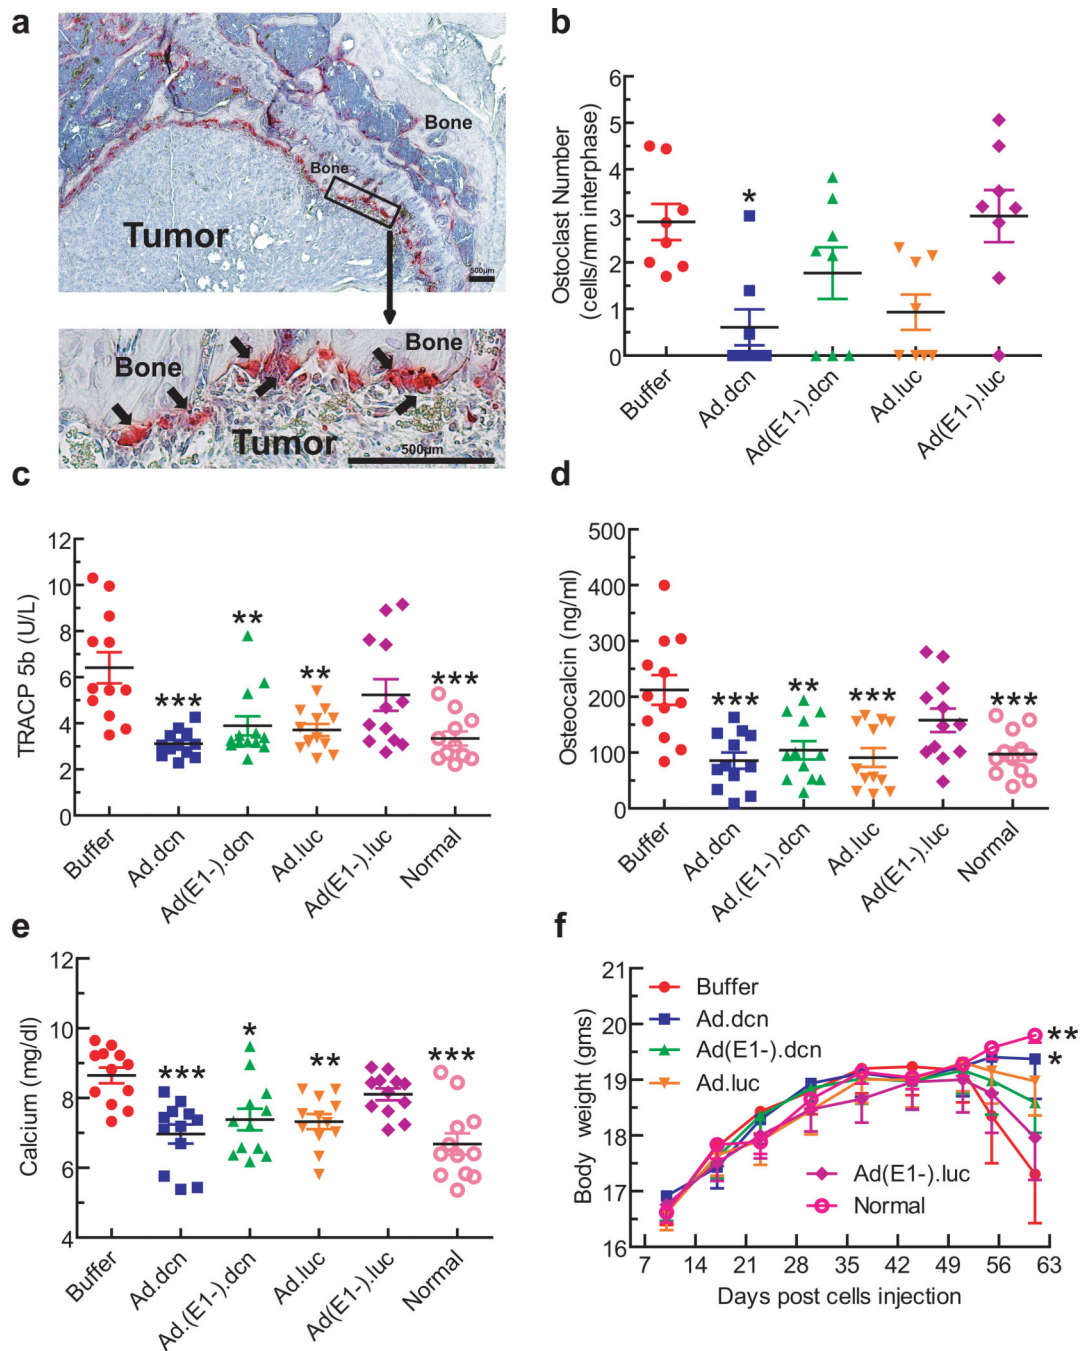 a
Bone
Bone
Tumor
500µm
Bone
Bone
Tumor
500µm
b
Ostoclast Number
(cells/mm interphase)
6
5
4
3
2
1
0
*
Buffer
Ad.dcn
Ad(E1-).dcn
Ad.luc
Ad(E1-).luc
c
TRACP 5b (U/L)
12
10
8
6
4
2
0
***
**
**
***
Buffer
Ad.dcn
Ad(E1-).dcn
Ad.luc
Ad(E1-).luc
Normal
d
Osteocalcin (ng/ml)
500
400
300
200
100
0
***
**
***
***
Buffer
Ad.dcn
Ad.(E1-).dcn
Ad.luc
Ad(E1-).luc
Normal
e
Calcium (mg/dl)
12
10
8
6
4
***
*
**
***
Buffer
Ad.dcn
Ad.(E1-).dcn
Ad.luc
Ad(E1-).luc
Normal
f
Body weight (gms)
21
20
19
18
17
16
Buffer
Ad.dcn
Ad(E1-).dcn
Ad.luc
Ad(E1-).luc
Normal
**
*
7 14 21 28 35 42 49 56 63
Days post cells injection